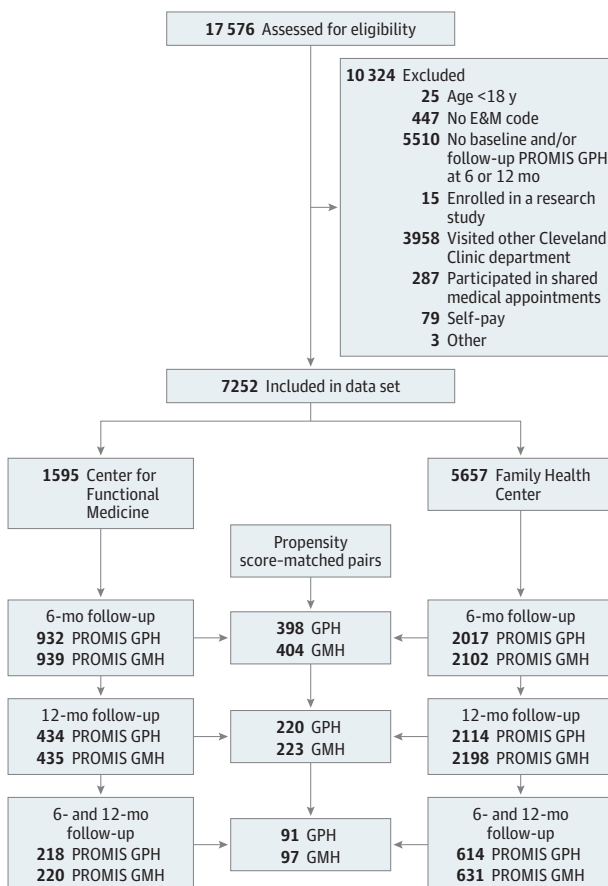 17 576 Assessed for eligibility
10 324 Excluded
25 Age <18 y
447 No E&M code
5510 No baseline and/or
follow-up PROMIS GPH
at 6 or 12 mo
15 Enrolled in a research
study
3958 Visited other Cleveland
Clinic department
287 Participated in shared
medical appointments
79 Self-pay
3 Other
7252 Included in data set
1595 Center for
Functional
Medicine
5657 Family Health
Center
Propensity
score-matched pairs
6-mo follow-up
932 PROMIS GPH
939 PROMIS GMH
398 GPH
404 GMH
6-mo follow-up
2017 PROMIS GPH
2102 PROMIS GMH
12-mo follow-up
434 PROMIS GPH
435 PROMIS GMH
220 GPH
223 GMH
12-mo follow-up
2114 PROMIS GPH
2198 PROMIS GMH
6- and 12-mo
follow-up
218 PROMIS GPH
220 PROMIS GMH
91 GPH
97 GMH
6- and 12-mo
follow-up
614 PROMIS GPH
631 PROMIS GMH